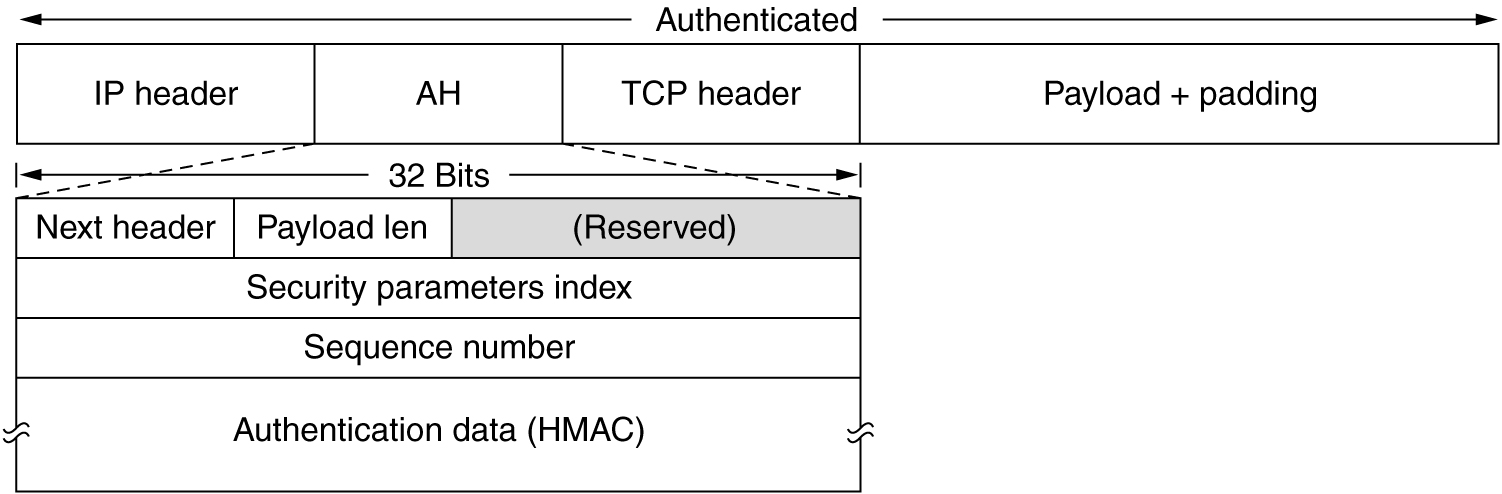 Authenticated
IP header AH TCP header Payload + padding
32 Bits
Next header Payload len (Reserved)
Security parameters index
Sequence number
Authentication data (HMAC)